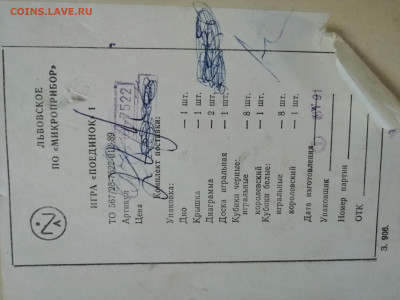 COINS.LAVE.RU
ЛЬВОВСКОЕ
ПО «МИКРОПРИБОР»
ИГРА «ПОЕДИНОК» 1
Артикул
Цена
Комплект поставки:
Упаковка:
Дно — 1 шт.
Крышка — 1 шт.
Диаграмма — 2 шт.
Доска игральная — 1 шт.
Кубики черные:
игральные — 8 шт.
королевский — 1 шт.
Кубики белые:
игральные — 8 шт.
королевский — 1 шт.
Дата изготовления
Упаковщик
Номер партии
ОТК
З. 906.